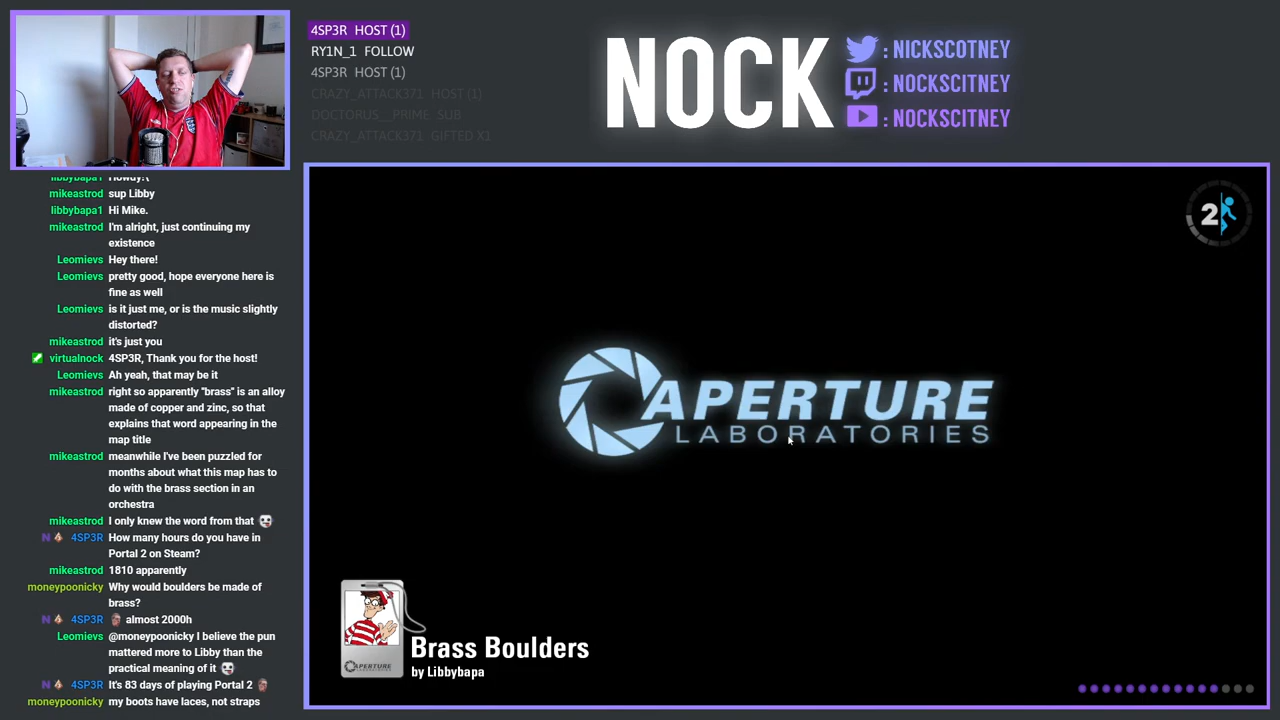 4SP3R HOST (1)
RY1N_1 FOLLOW
4SP3R HOST (1)
CRAZY_ATTACK371 HOST (1)
DOCTORUS__PRIME SUB
CRAZY_ATTACK371 GIFTED X1
NOCK
: NICKSCOTNEY
: NOCKSCITNEY
: NOCKSCITNEY
mikeastrod sup Libby
libbybapa1 Hi Mike.
mikeastrod I'm alright, just continuing my
existence
Leomievs Hey there!
Leomievs pretty good, hope everyone here is
fine as well
Leomievs is it just me, or is the music slightly
distorted?
mikeastrod it's just you
virtualnock 4SP3R, Thank you for the host!
Leomievs Ah yeah, that may be it
mikeastrod right so apparently "brass" is an alloy
made of copper and zinc, so that
explains that word appearing in the
map title
mikeastrod meanwhile I've been puzzled for
months about what this map has to
do with the brass section in an
orchestra
mikeastrod I only knew the word from that
N 4SP3R How many hours do you have in
Portal 2 on Steam?
mikeastrod 1810 apparently
moneypoonicky Why would boulders be made of
brass?
N 4SP3R almost 2000h
Leomievs @moneypoonicky I believe the pun
mattered more to Libby than the
practical meaning of it
N 4SP3R It's 83 days of playing Portal 2
moneypoonicky my boots have laces, not straps
2
APERTURE
LABORATORIES
APERTURE
LABORATORIES
Brass Boulders
by Libbybapa